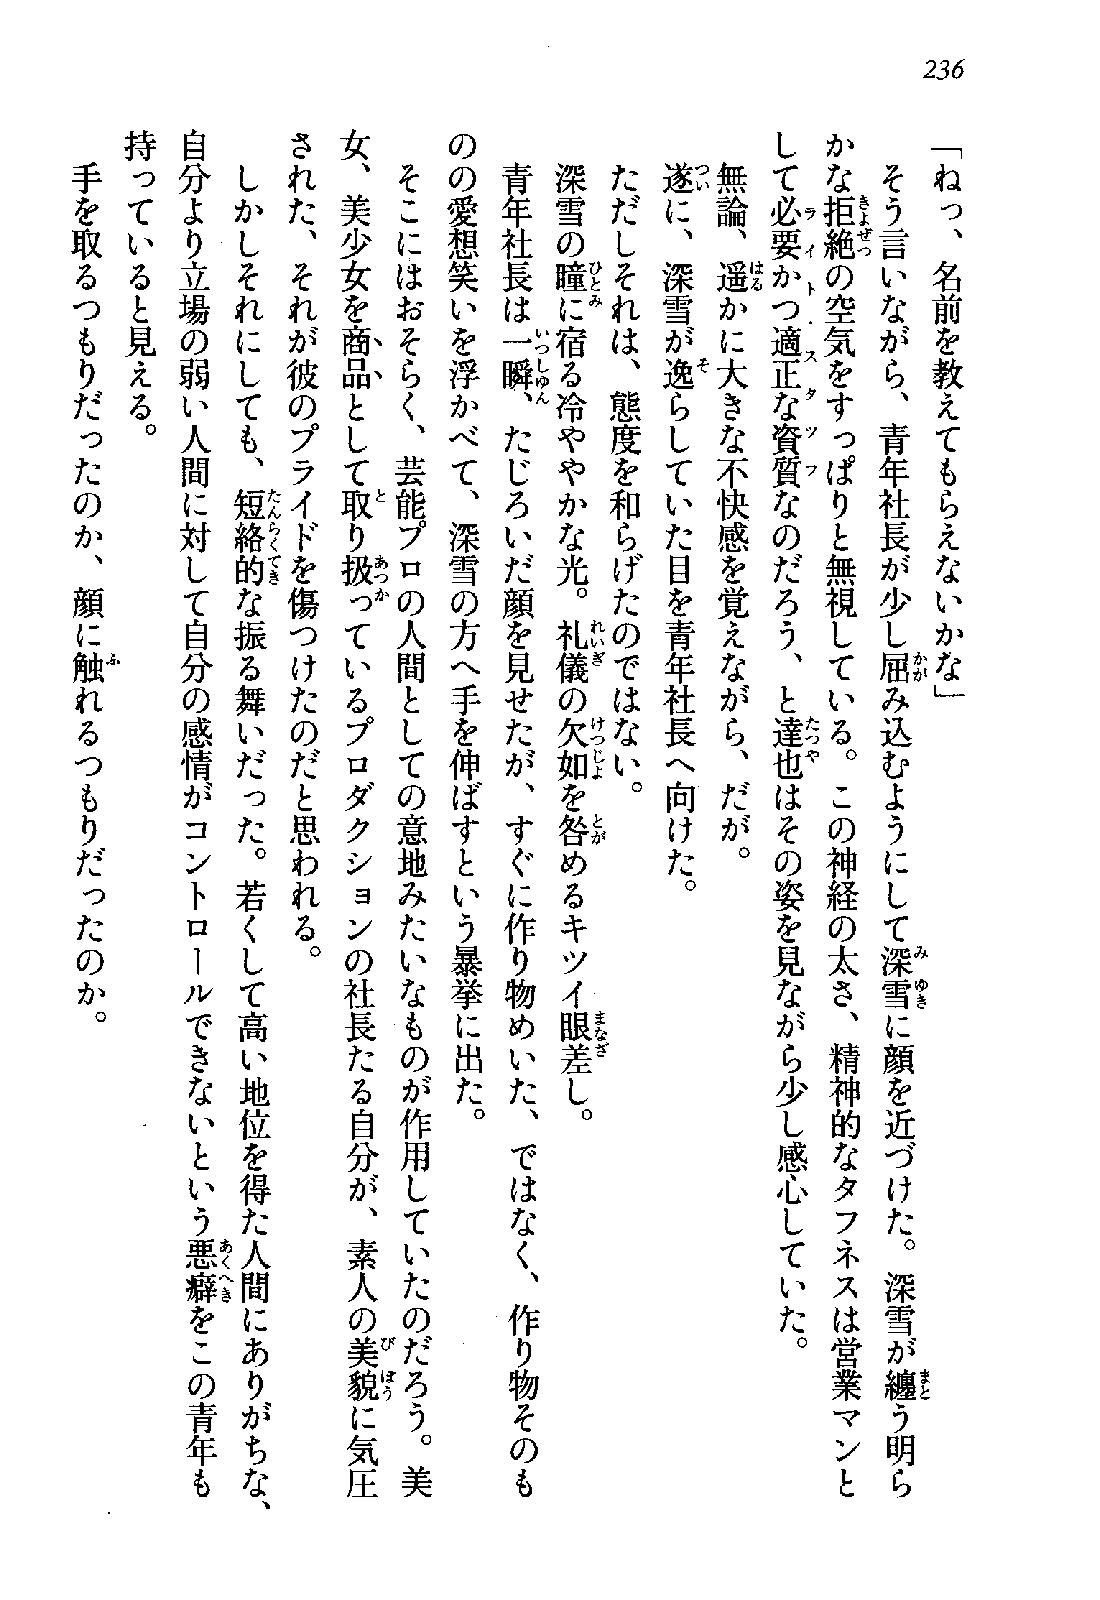 236
「ねっ、名前を教えてもらえないかな」
そう言いながら、青年社長が少し屈み込むようにして深雪に顔を近づけた。深雪が纏う明ら
かな拒絶の空気をすっぱりと無視している。この神経の太さ、精神的なタフネスは営業マンと
して必要かつ適正な資質なのだろう、と達也はその姿を見ながら少し感心していた。
無論、遥かに大きな不快感を覚えながら、だが。
遂に、深雪が逸らしていた目を青年社長へ向けた。
ただしそれは、態度を和らげたのではない。
深雪の瞳に宿る冷ややかな光。礼儀の欠如を咎めるキツイ眼差し。
青年社長は一瞬、たじろいだ顔を見せたが、すぐに作り物めいた、ではなく、作り物そのも
のの愛想笑いを浮かべて、深雪の方へ手を伸ばすという暴挙に出た。
そこにはおそらく、芸能プロの人間としての意地みたいなものが作用していたのだろう。美
女、美少女を商品として取り扱っているプロダクションの社長たる自分が、素人の美貌に気圧
された、それが彼のプライドを傷つけたのだと思われる。
しかしそれにしても、短絡的な振る舞いだった。若くして高い地位を得た人間にありがちな、
自分より立場の弱い人間に対して自分の感情がコントロールできないという悪癖をこの青年も
持っていると見える。
手を取るつもりだったのか、顔に触れるつもりだったのか。